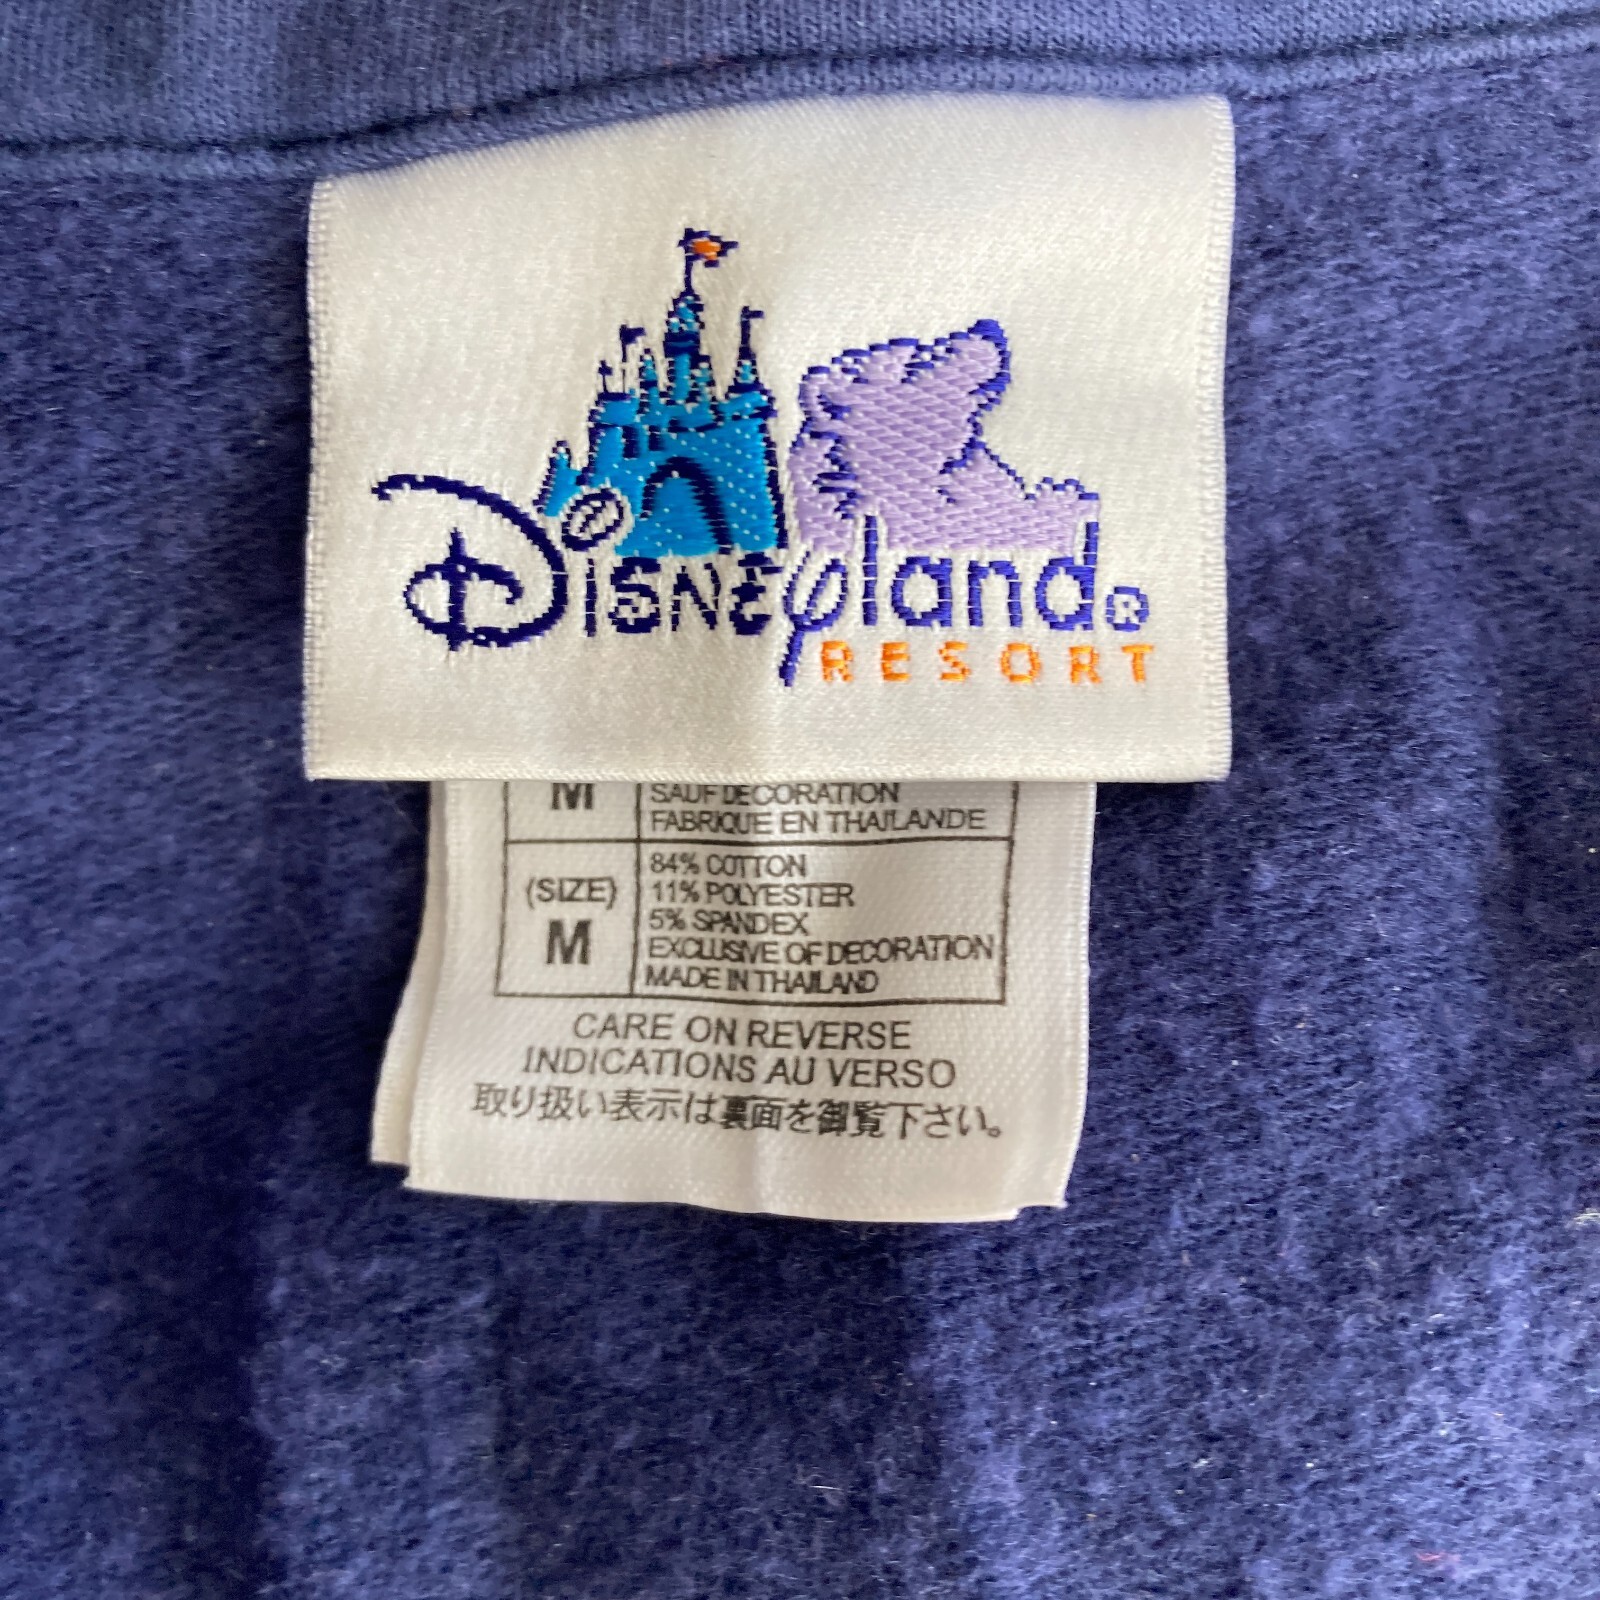 Disneyland®
RESORT
M
SAUF DECORATION
FABRIQUE EN THAILANDE
84% COTTON
(SIZE)
11% POLYESTER
5% SPANDEX
M
EXCLUSIVE OF DECORATION
MADE IN THAILAND
CARE ON REVERSE
INDICATIONS AU VERSO
取り扱い表示は裏面を御覧下さい。